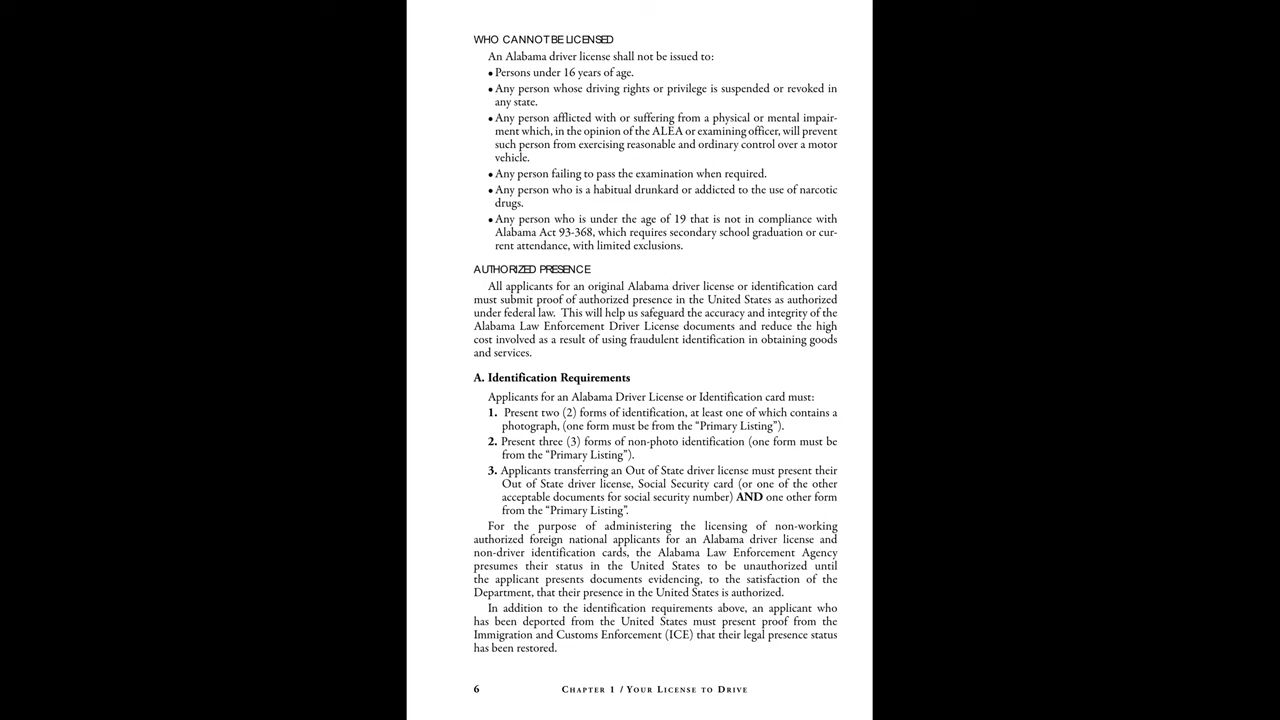 WHO CANNOT BE LICENSED
An Alabama driver license shall not be issued to:
• Persons under 16 years of age.
• Any person whose driving rights or privilege is suspended or revoked in
any state.
• Any person afflicted with or suffering from a physical or mental impair-
ment which, in the opinion of the ALEA or examining officer, will prevent
such person from exercising reasonable and ordinary control over a motor
vehicle.
• Any person failing to pass the examination when required.
• Any person who is a habitual drunkard or addicted to the use of narcotic
drugs.
• Any person who is under the age of 19 that is not in compliance with
Alabama Act 93-368, which requires secondary school graduation or cur-
rent attendance, with limited exclusions.
AUTHORIZED PRESENCE
All applicants for an original Alabama driver license or identification card
must submit proof of authorized presence in the United States as authorized
under federal law. This will help us safeguard the accuracy and integrity of the
Alabama Law Enforcement Driver License documents and reduce the high
cost involved as a result of using fraudulent identification in obtaining goods
and services.
A. Identification Requirements
Applicants for an Alabama Driver License or Identification card must:
1. Present two (2) forms of identification, at least one of which contains a
photograph, (one form must be from the “Primary Listing”).
2. Present three (3) forms of non-photo identification (one form must be
from the “Primary Listing”).
3. Applicants transferring an Out of State driver license must present their
Out of State driver license, Social Security card (or one of the other
acceptable documents for social security number) AND one other form
from the “Primary Listing”.
For the purpose of administering the licensing of non-working
authorized foreign national applicants for an Alabama driver license and
non-driver identification cards, the Alabama Law Enforcement Agency
presumes their status in the United States to be unauthorized until
the applicant presents documents evidencing, to the satisfaction of the
Department, that their presence in the United States is authorized.
In addition to the identification requirements above, an applicant who
has been deported from the United States must present proof from the
Immigration and Customs Enforcement (ICE) that their legal presence status
has been restored.
6 Chapter 1 / Your License to Drive